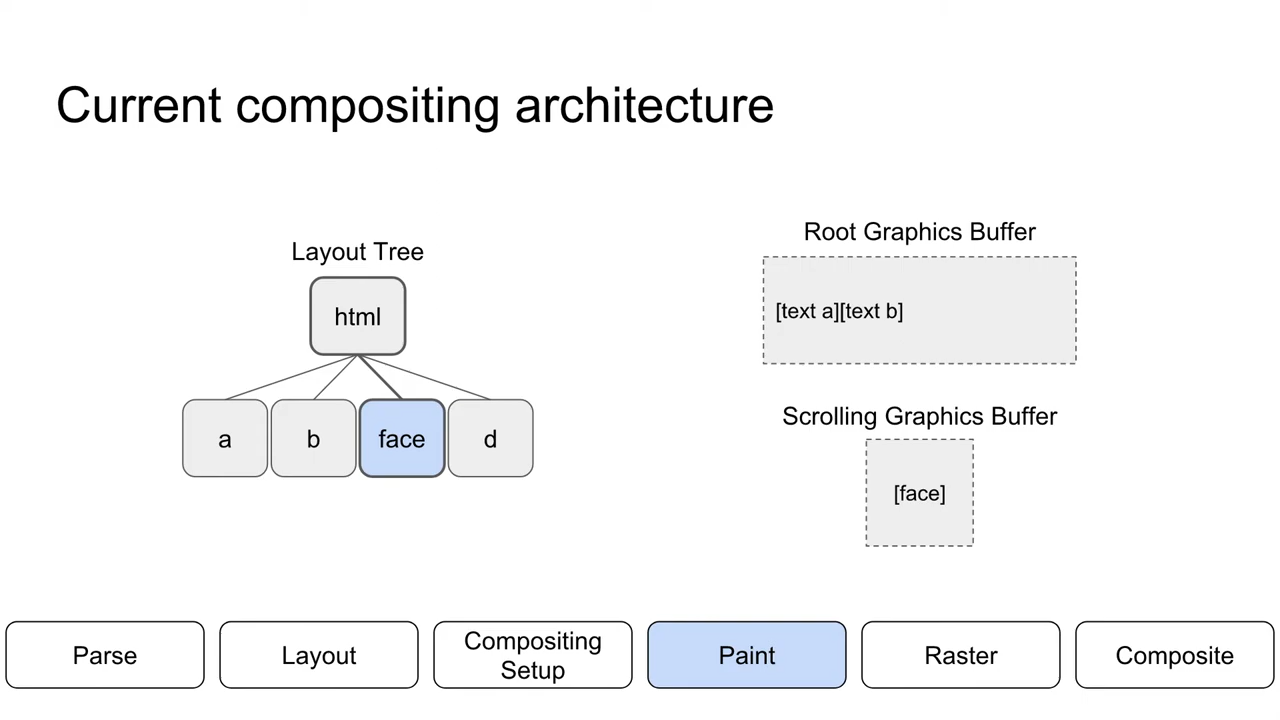 Current compositing architecture
Layout Tree
html
a
b
face
d
Root Graphics Buffer
[text a][text b]
Scrolling Graphics Buffer
[face]
Parse
Layout
Compositing
Setup
Paint
Raster
Composite